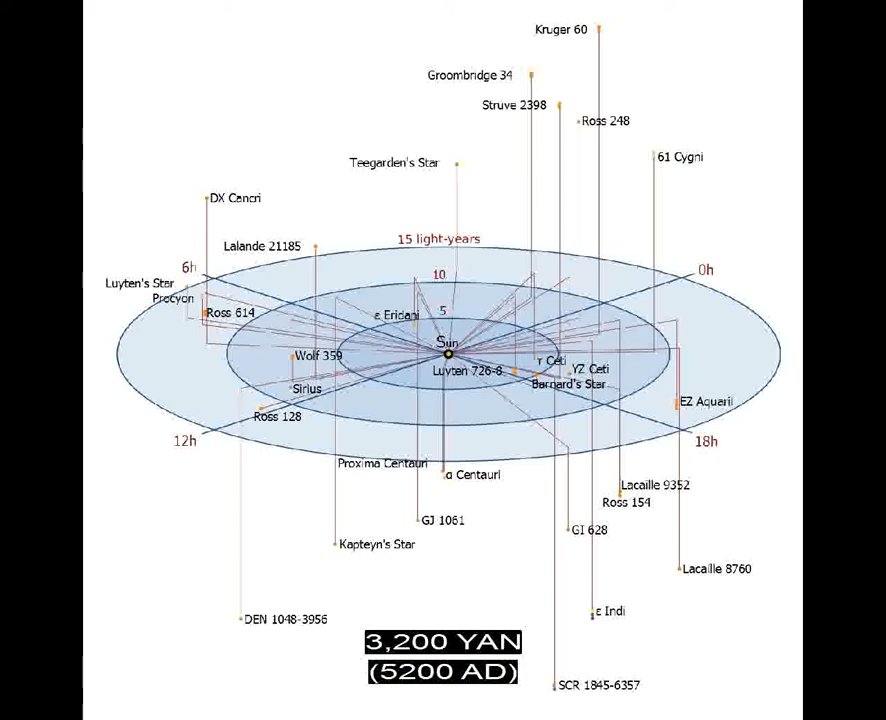 Kruger 60
Groombridge 34
Struve 2398
Ross 248
61 Cygni
Teegarden's Star
DX Cancri
15 light-years
Lalande 21185
6h
0h
10
Luyten's Star
Procyon
Ross 614
5
ε Eridani
Sun
Wolf 359
τ Ceti
Luyten 726-8
YZ Ceti
Barnard's Star
Sirius
EZ Aquarii
Ross 128
12h
18h
Proxima Centauri
α Centauri
Lacaille 9352
Ross 154
GJ 1061
GI 628
Kapteyn's Star
Lacaille 8760
ε Indi
DEN 1048-3956
3,200 YAN
(5200 AD)
SCR 1845-6357